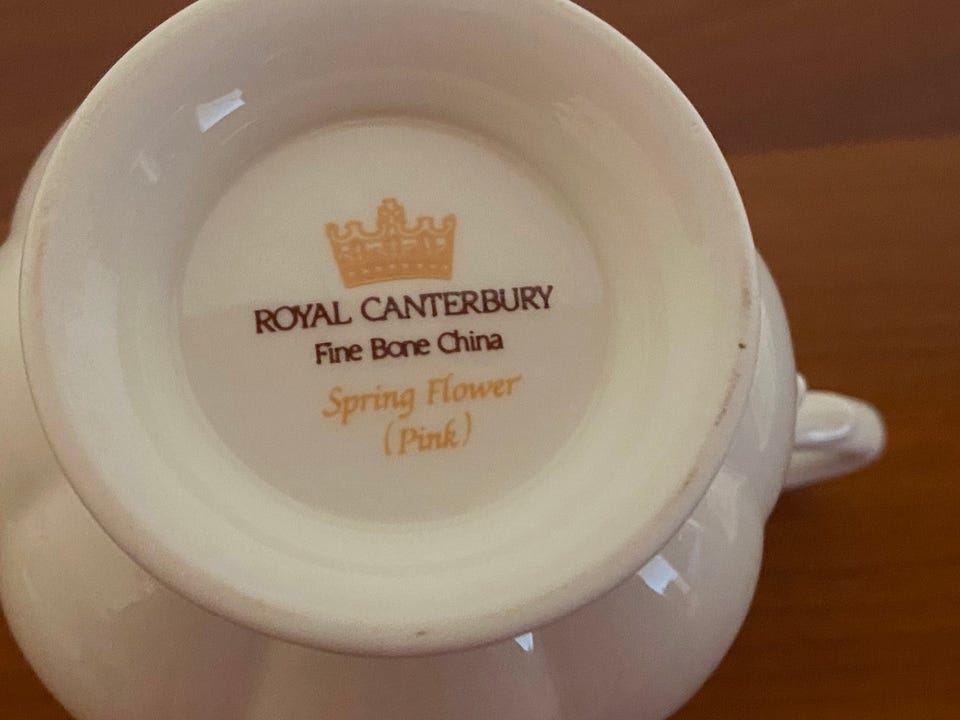 ROYAL CANTERBURY
Fine Bone China
Spring Flower
(Pink)